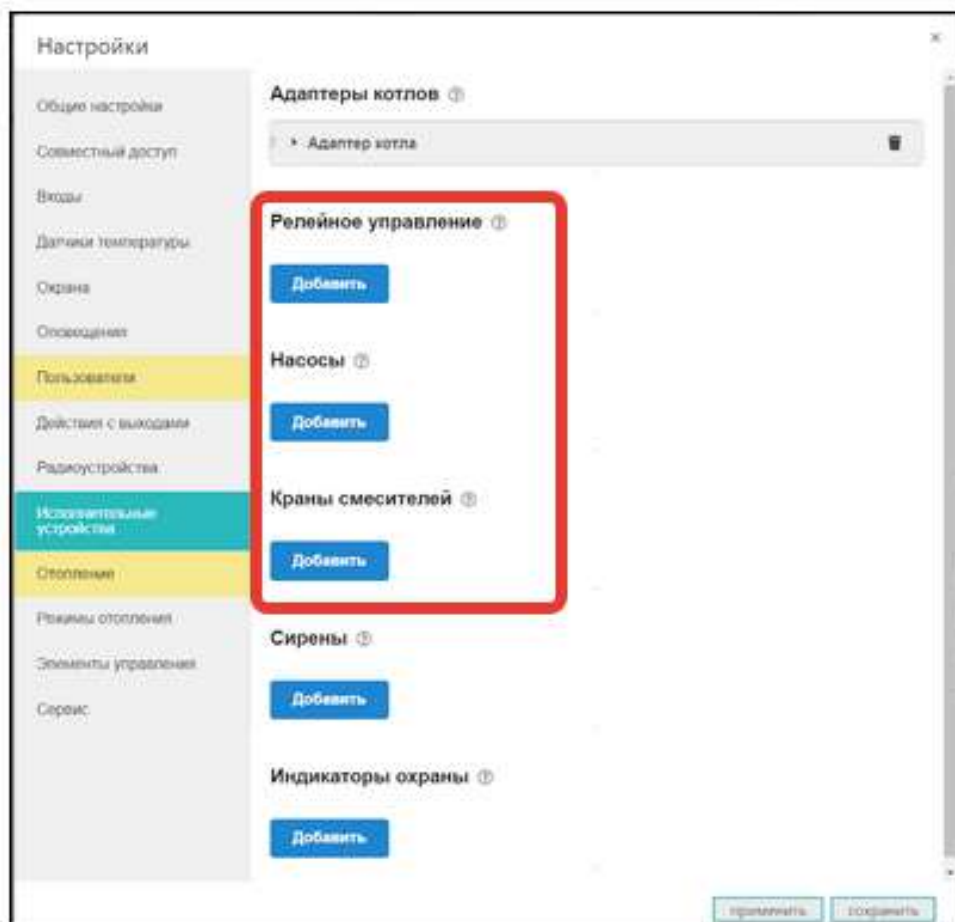 Настройки
Общие настройки
Совместный доступ
Входы
Датчики температуры
Охрана
Оповещения
Пользователи
Действия с выходами
Радиоустройства
Исполнительные
устройства
Отопление
Режимы отопления
Элементы управления
Сервис
Адаптеры котлов
Адаптер котла
Релейное управление
Добавить
Насосы
Добавить
Краны смесителей
Добавить
Сирены
Добавить
Индикаторы охраны
Добавить
применить сохранить